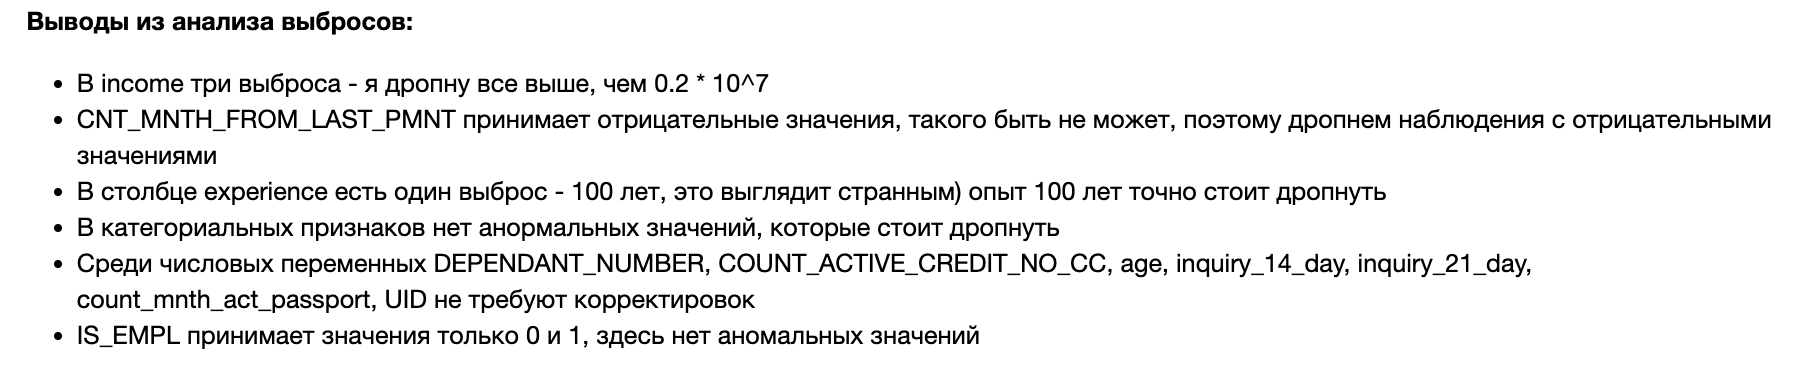 Выводы из анализа выбросов:
• В income три выброса - я дропну все выше, чем 0.2 * 10^7
• CNT_MNTH_FROM_LAST_PMNT принимает отрицательные значения, такого быть не может, поэтому дропнем наблюдения с отрицательными
значениями
• В столбце experience есть один выброс - 100 лет, это выглядит странным) опыт 100 лет точно стоит дропнуть
• В категориальных признаков нет анормальных значений, которые стоит дропнуть
• Среди числовых переменных DEPENDANT_NUMBER, COUNT_ACTIVE_CREDIT_NO_CC, age, inquiry_14_day, inquiry_21_day,
count_mnth_act_passport, UID не требуют корректировок
• IS_EMPL принимает значения только 0 и 1, здесь нет аномальных значений